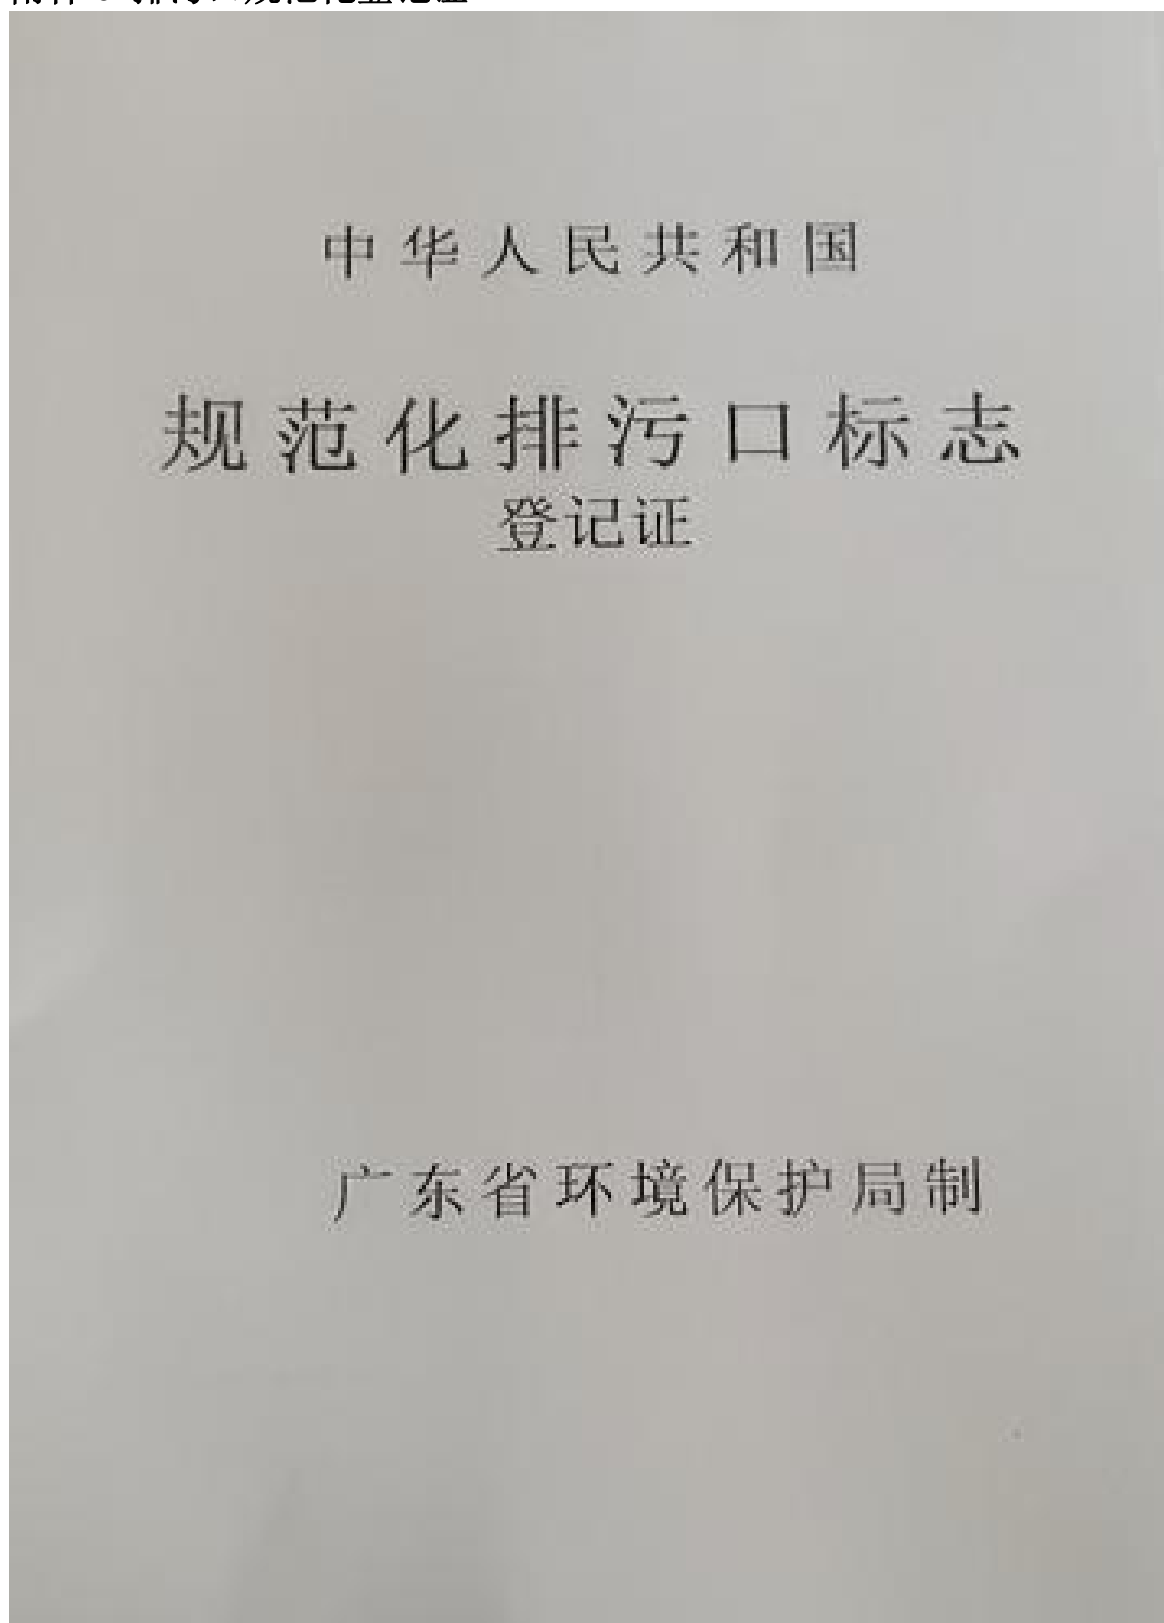 中华人民共和国
规范化排污口标志
登记证
广东省环境保护局制